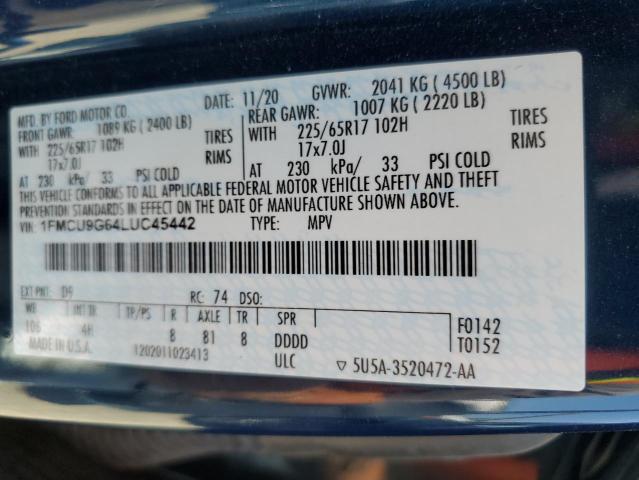 MFD. BY FORD MOTOR CO.
DATE: 11/20 GVWR: 2041 KG ( 4500 LB)
FRONT GAWR: 1089 KG ( 2400 LB) REAR GAWR: 1007 KG ( 2220 LB)
WITH 225/65R17 102H TIRES WITH 225/65R17 102H TIRES
17x7.0J RIMS 17x7.0J RIMS
AT 230 kPa/ 33 PSI COLD AT 230 kPa/ 33 PSI COLD
THIS VEHICLE CONFORMS TO ALL APPLICABLE FEDERAL MOTOR VEHICLE SAFETY AND THEFT
PREVENTION STANDARDS IN EFFECT ON THE DATE OF MANUFACTURE SHOWN ABOVE.
VIN: 1FMCU9G64LUC45442 TYPE: MPV
EXT PNT: D9 RC: 74 DSO:
WB INT TR TP/PS R AXLE TR SPR
106 4H 8 81 8 DDDD F0142
T0152
MADE IN U.S.A. 1202011023413 ULC ▽ 5U5A-3520472-AA